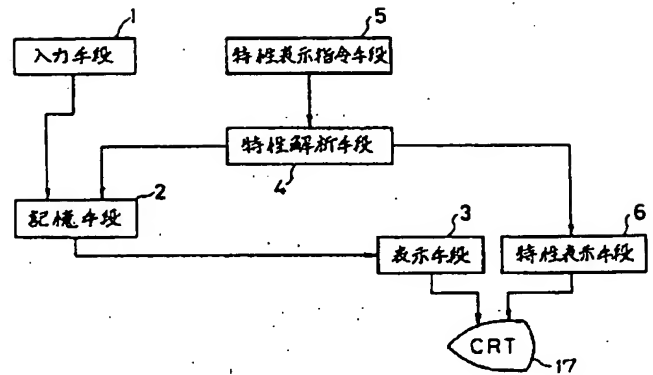 1
入力手段
5
特性表示指令手段
特性解析手段
4
2
記憶手段
3
表示手段
6
特性表示手段
CRT
17